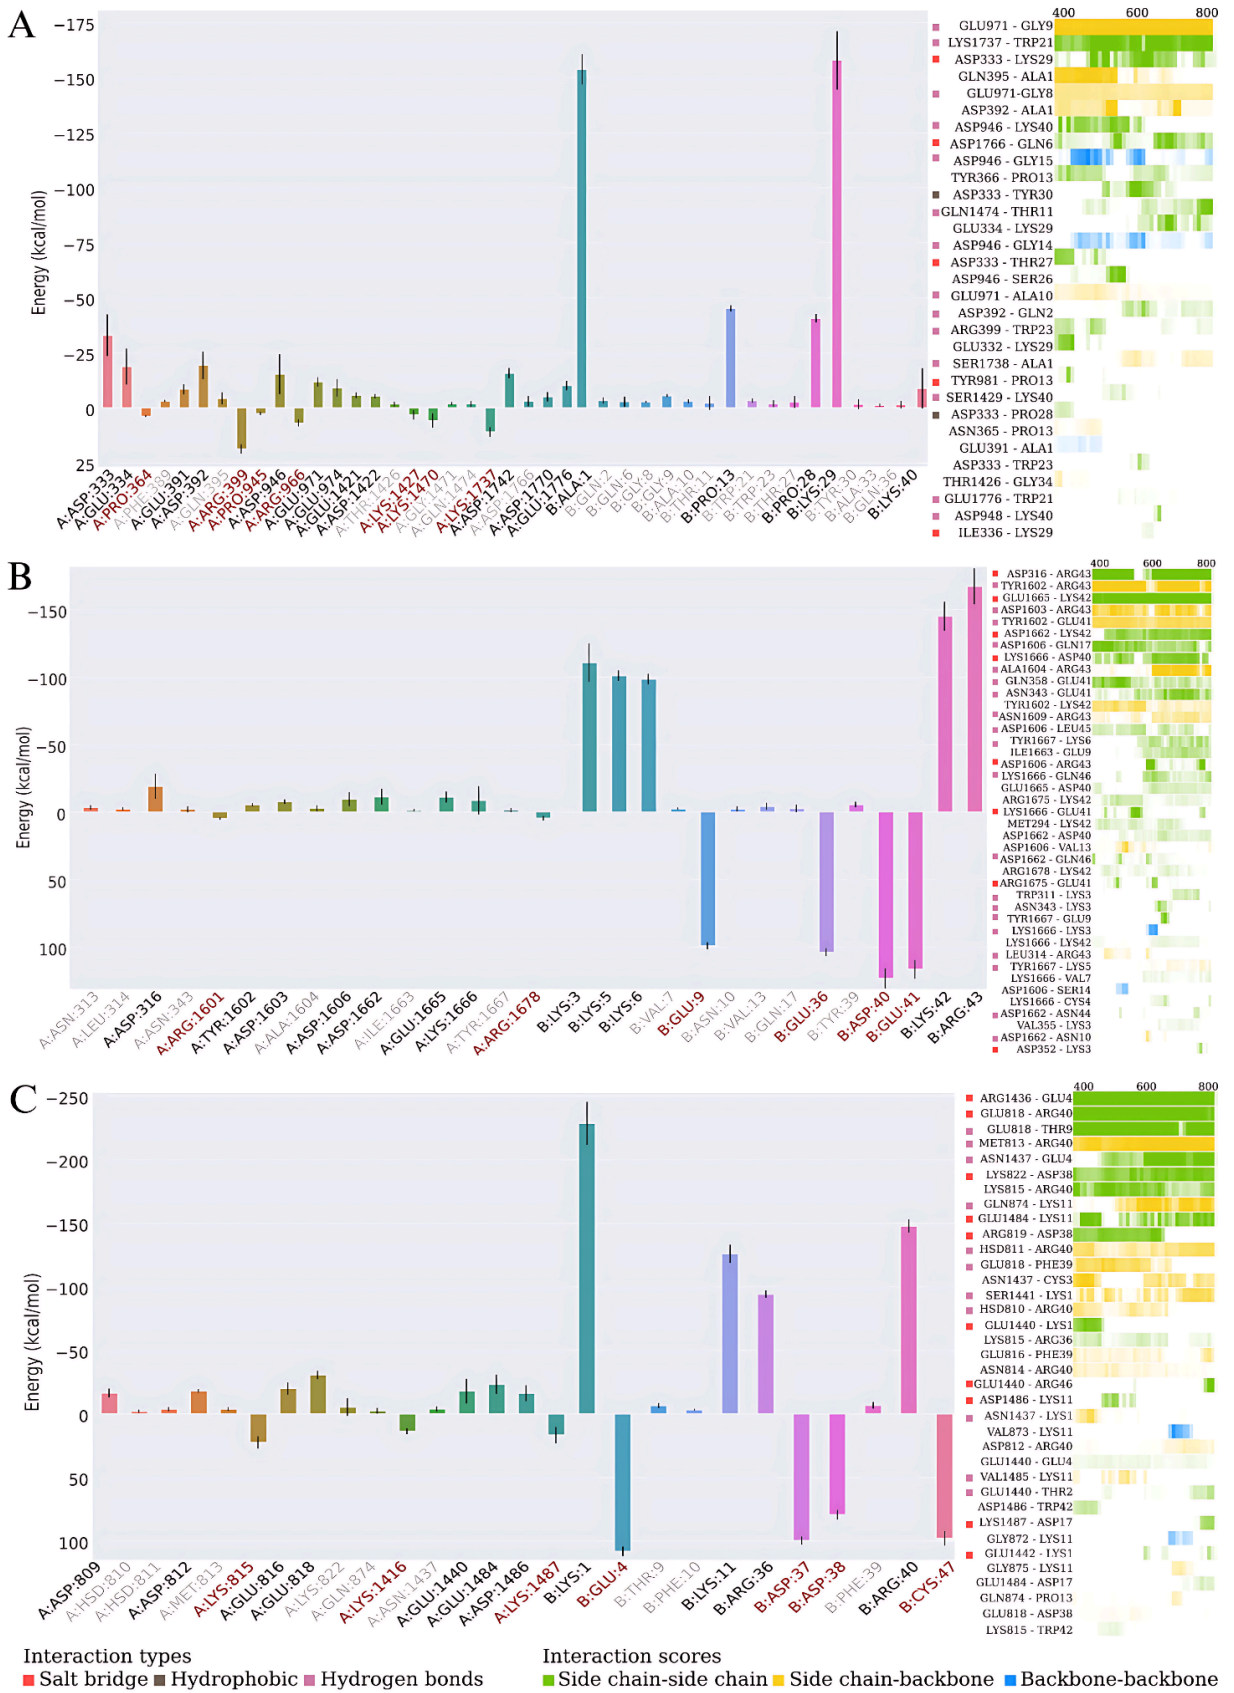 A
Energy (kcal/mol)
−175
−150
−125
−100
−75
−50
−25
0
25
A:ASP:333
A:GLU:334
A:PRO:364
A:PHE:389
A:GLU:391
A:ASP:392
A:GLN:395
A:ARG:399
A:PRO:945
A:ASP:946
A:ARG:966
A:GLU:971
A:GLU:974
A:GLU:1421
A:ASP:1422
A:THR:1426
A:LYS:1427
A:LYS:1470
A:GLY:1471
A:GLN:1474
A:LYS:1737
A:ASP:1742
A:ASP:1766
A:ASP:1770
A:GLU:1776
B:ALA:1
B:GLN:2
B:GLN:6
B:GLY:8
B:GLY:9
B:ALA:10
B:THR:11
B:PRO:13
B:TRP:21
B:TRP:23
B:THR:27
B:PRO:28
B:LYS:29
B:TYR:30
B:ALA:33
B:GLN:36
B:LYS:40
400 600 800
GLU971 - GLY9
LYS1737 - TRP21
ASP333 - LYS29
GLN395 - ALA1
GLU971-GLY8
ASP392 - ALA1
ASP946 - LYS40
ASP1766 - GLN6
ASP946 - GLY15
TYR366 - PRO13
ASP333 - TYR30
GLN1474 - THR11
GLU334 - LYS29
ASP946 - GLY14
ASP333 - THR27
ASP946 - SER26
GLU971 - ALA10
ASP392 - GLN2
ARG399 - TRP23
GLU332 - LYS29
SER1738 - ALA1
TYR981 - PRO13
SER1429 - LYS40
ASP333 - PRO28
ASN365 - PRO13
GLU391 - ALA1
ASP333 - TRP23
THR1426 - GLY34
GLU1776 - TRP21
ASP948 - LYS40
ILE336 - LYS29
B
Energy (kcal/mol)
−150
−100
−50
0
50
100
A:ASN:313
A:LEU:314
A:ASP:316
A:ASN:343
A:ARG:1601
A:TYR:1602
A:ASP:1603
A:ALA:1604
A:ASP:1606
A:ASP:1662
A:ILE:1663
A:GLU:1665
A:LYS:1666
A:TYR:1667
A:ARG:1678
B:LYS:3
B:LYS:5
B:LYS:6
B:VAL:7
B:GLU:9
B:ASN:10
B:VAL:13
B:GLN:17
B:GLU:36
B:TYR:39
B:ASP:40
B:GLU:41
B:LYS:42
B:ARG:43
400 600 800
ASP316 - ARG43
TYR1602 - ARG43
GLU1665 - LYS42
ASP1603 - ARG43
TYR1602 - GLU41
ASP1662 - LYS42
ASP1606 - GLN17
LYS1666 - ASP40
ALA1604 - ARG43
GLN358 - GLU41
ASN343 - GLU41
TYR1602 - LYS42
ASN1609 - ARG43
ASP1606 - LEU45
TYR1667 - LYS6
ILE1663 - GLU9
ASP1606 - ARG43
LYS1666 - GLN46
GLU1665 - ASP40
ARG1675 - LYS42
LYS1666 - GLU41
MET294 - LYS42
ASP1662 - ASP40
ASP1606 - VAL13
ASP1662 - GLN46
ARG1678 - LYS42
ARG1675 - GLU41
TRP311 - LYS3
ASN343 - LYS3
TYR1667 - GLU9
LYS1666 - LYS3
LYS1666 - LYS42
LEU314 - ARG43
TYR1667 - LYS5
LYS1666 - VAL7
ASP1606 - SER14
LYS1666 - CYS4
ASP1662 - ASN44
VAL355 - LYS3
ASP1662 - ASN10
ASP352 - LYS3
C
Energy (kcal/mol)
−250
−200
−150
−100
−50
0
50
100
A:ASP:809
A:HSD:810
A:HSD:811
A:ASP:812
A:MET:813
A:LYS:815
A:GLU:816
A:GLU:818
A:LYS:822
A:GLN:874
A:LYS:1416
A:ASN:1437
A:GLU:1440
A:GLU:1484
A:ASP:1486
A:LYS:1487
B:LYS:1
B:GLU:4
B:THR:9
B:PHE:10
B:LYS:11
B:ARG:36
B:ASP:37
B:ASP:38
B:PHE:39
B:ARG:40
B:CYS:47
400 600 800
ARG1436 - GLU4
GLU818 - ARG40
GLU818 - THR9
MET813 - ARG40
ASN1437 - GLU4
LYS822 - ASP38
LYS815 - ARG40
GLN874 - LYS11
GLU1484 - LYS11
ARG819 - ASP38
HSD811 - ARG40
GLU818 - PHE39
ASN1437 - CYS3
SER1441 - LYS1
HSD810 - ARG40
GLU1440 - LYS1
LYS815 - ARG36
GLU816 - PHE39
ASN814 - ARG40
GLU1440 - ARG46
ASP1486 - LYS11
ASN1437 - LYS1
VAL873 - LYS11
ASP812 - ARG40
GLU1440 - GLU4
VAL1485 - LYS11
GLU1440 - THR2
ASP1486 - TRP42
LYS1487 - ASP17
GLY872 - LYS11
GLU1442 - LYS1
GLY875 - LYS11
GLU1484 - ASP17
GLN874 - PRO13
GLU818 - ASP38
LYS815 - TRP42
Interaction types
Salt bridge Hydrophobic Hydrogen bonds
Interaction scores
Side chain-side chain Side chain-backbone Backbone-backbone